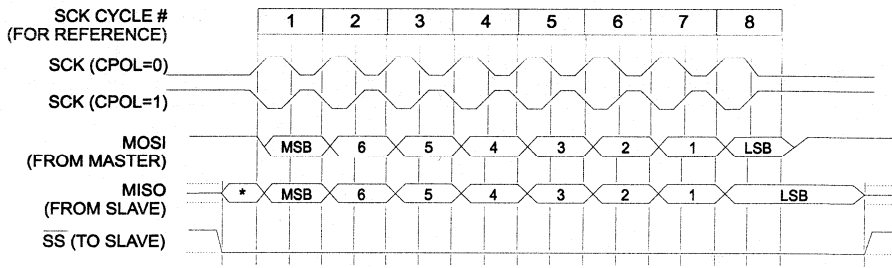 SCK CYCLE #
(FOR REFERENCE)
1 2 3 4 5 6 7 8
SCK (CPOL=0)
SCK (CPOL=1)
MOSI
(FROM MASTER)
MSB 6 5 4 3 2 1 LSB
MISO
(FROM SLAVE)
* MSB 6 5 4 3 2 1 LSB
SS (TO SLAVE)